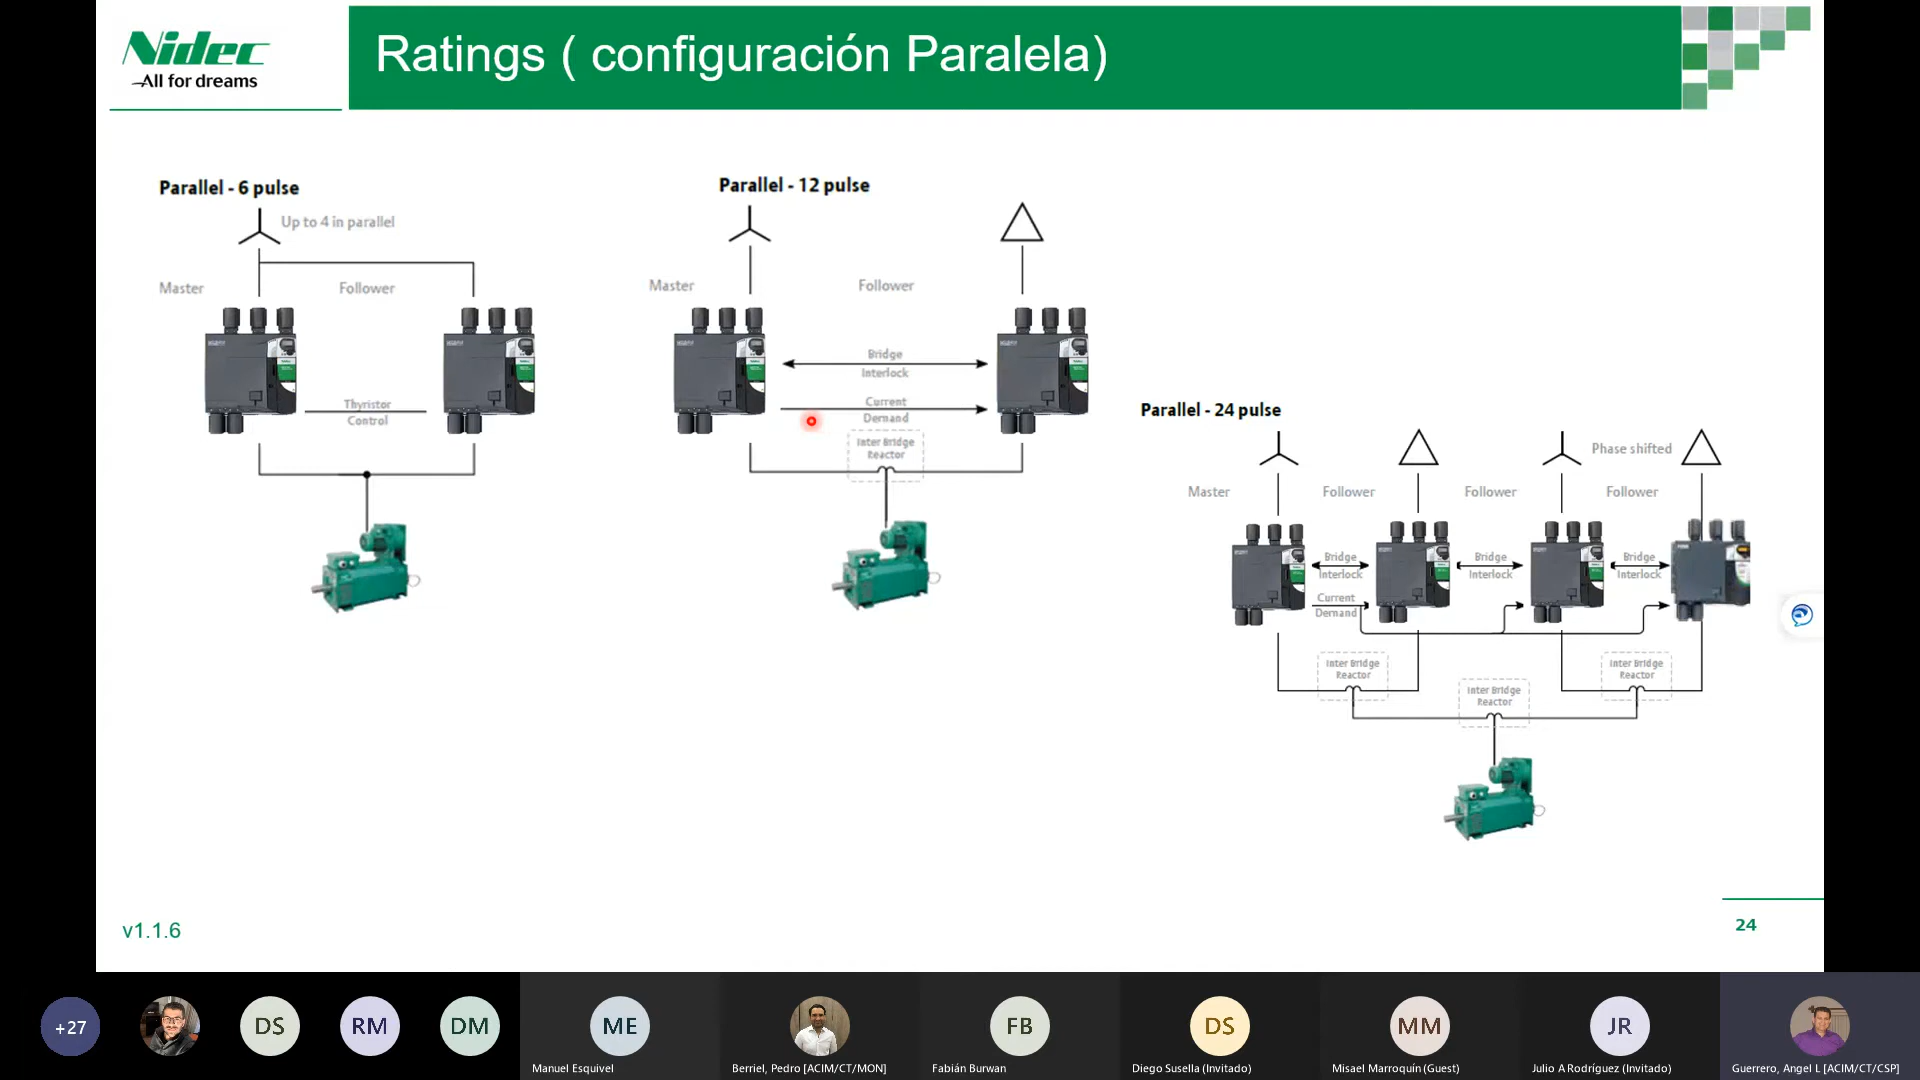 Nidec
All for dreams
Ratings ( configuración Paralela)
Parallel - 6 pulse
Up to 4 in parallel
Master
Follower
Thyristor
Control
Parallel - 12 pulse
Master
Follower
Bridge
Interlock
Current
Demand
Inter Bridge
Reactor
Parallel - 24 pulse
Phase shifted
Master
Follower
Follower
Follower
Bridge
Interlock
Bridge
Interlock
Bridge
Interlock
Current
Demand
Inter Bridge
Reactor
Inter Bridge
Reactor
Inter Bridge
Reactor
v1.1.6
24
+27
DS
RM
DM
ME
Manuel Esquivel
Berriel, Pedro [ACIM/CT/MON]
FB
Fabián Burwan
DS
Diego Susella (Invitado)
MM
Misael Marroquín (Guest)
JR
Julio A Rodríguez (Invitado)
Guerrero, Angel L [ACIM/CT/CSP]